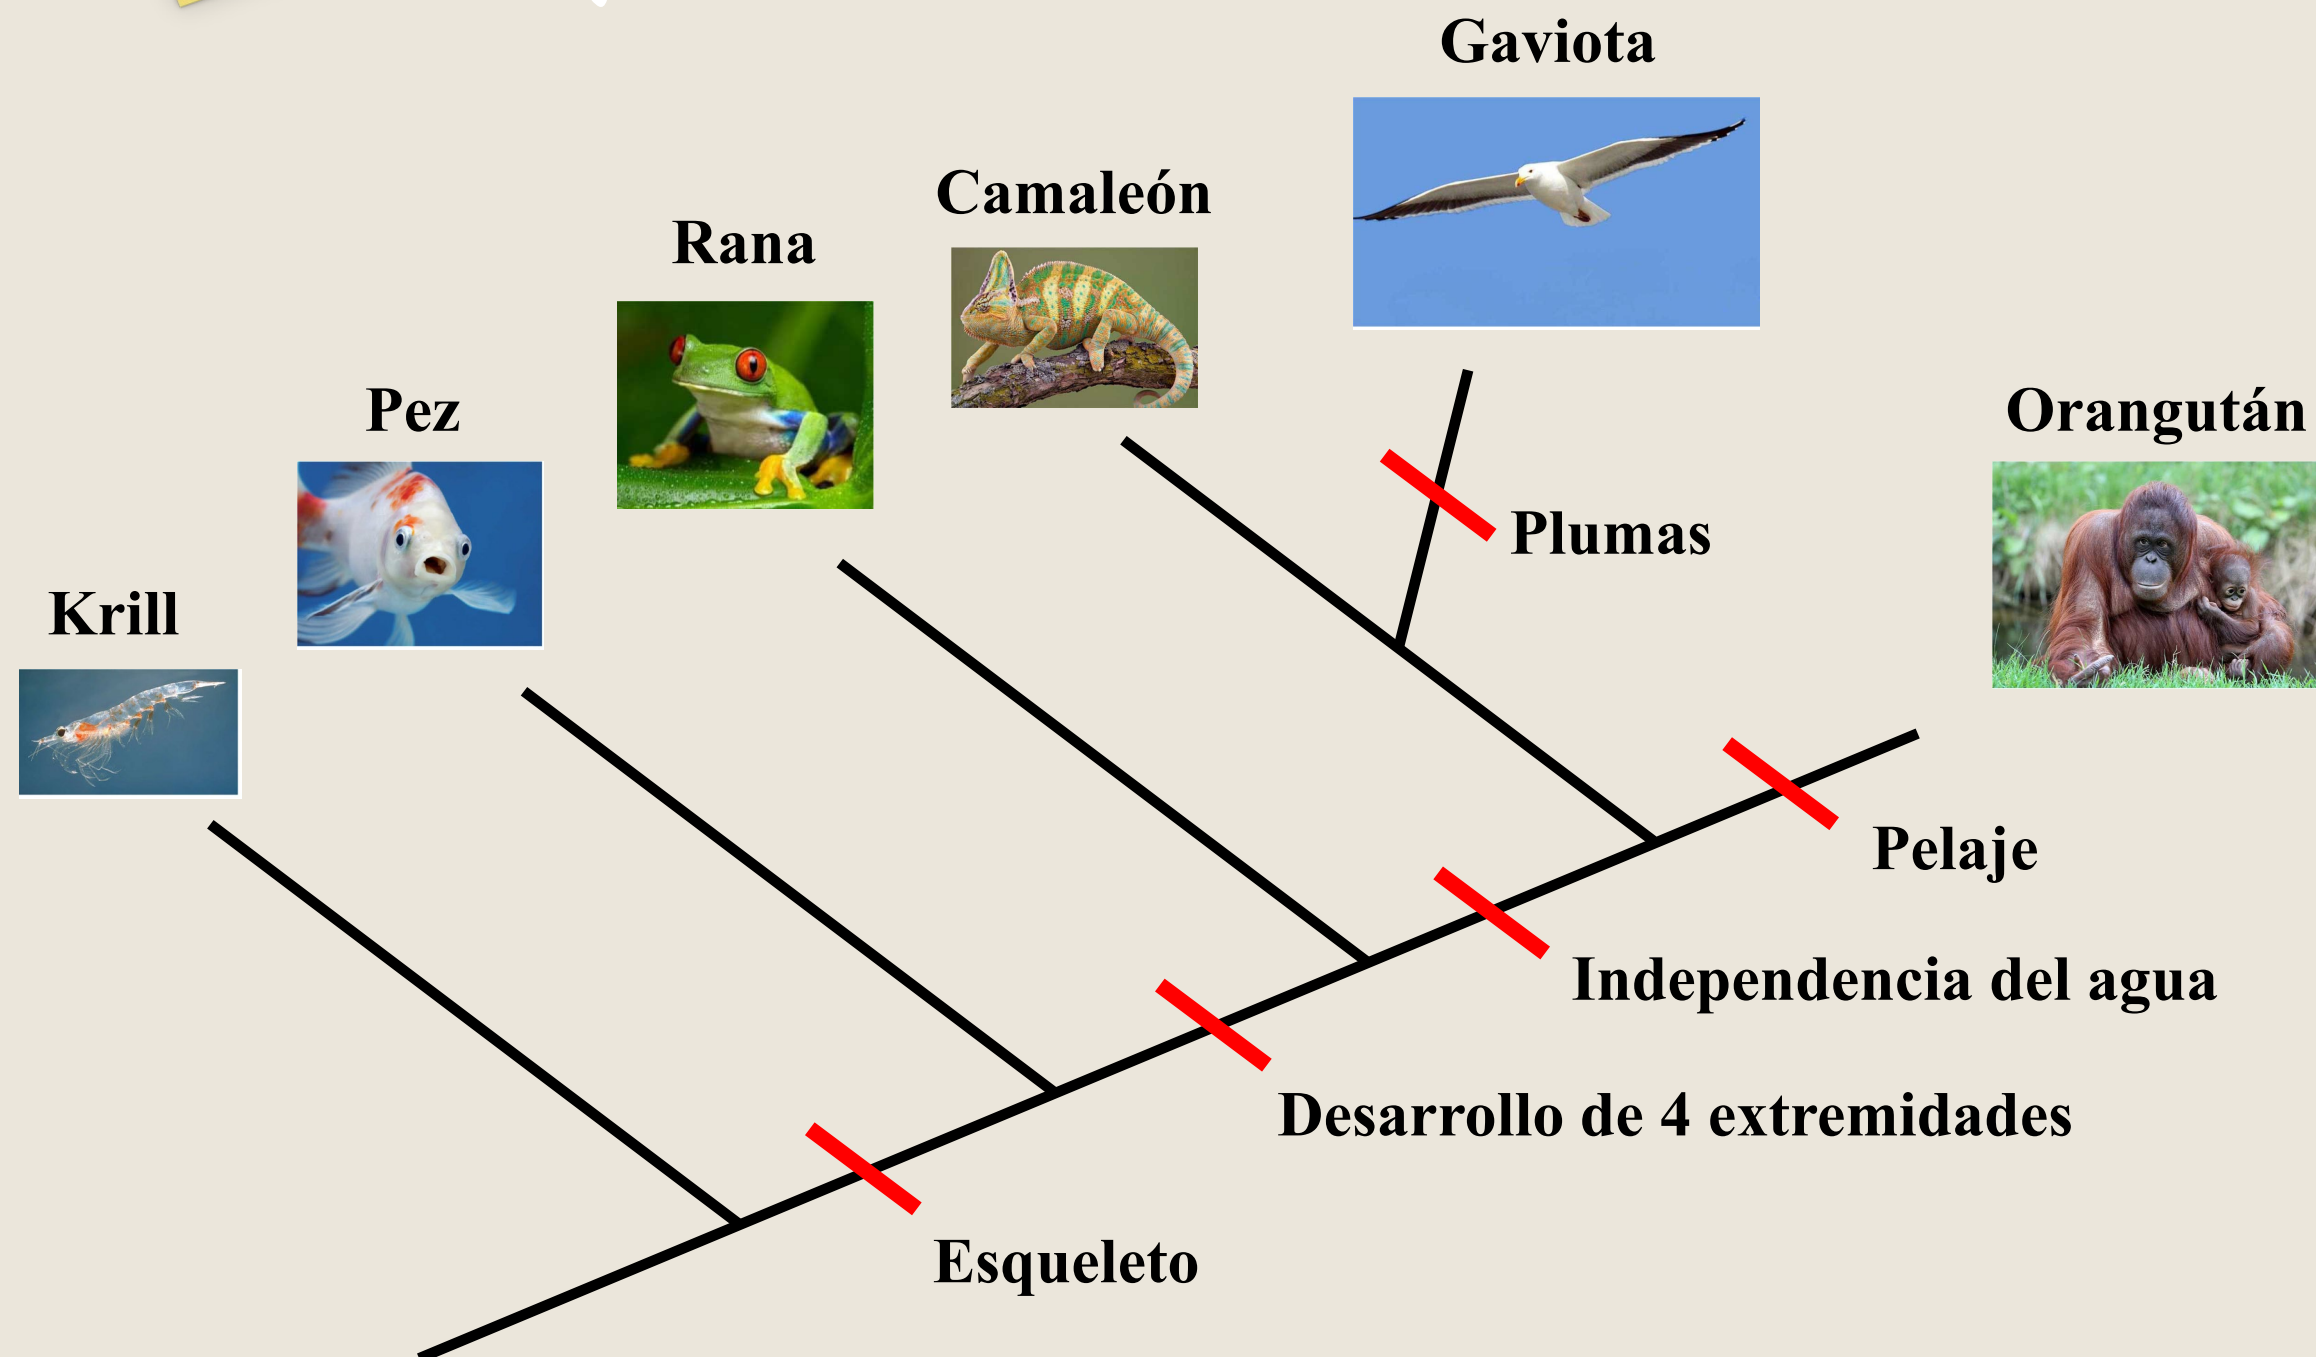 Gaviota
Camaleón
Rana
Pez
Orangután
Plumas
Krill
Pelaje
Independencia del agua
Desarrollo de 4 extremidades
Esqueleto